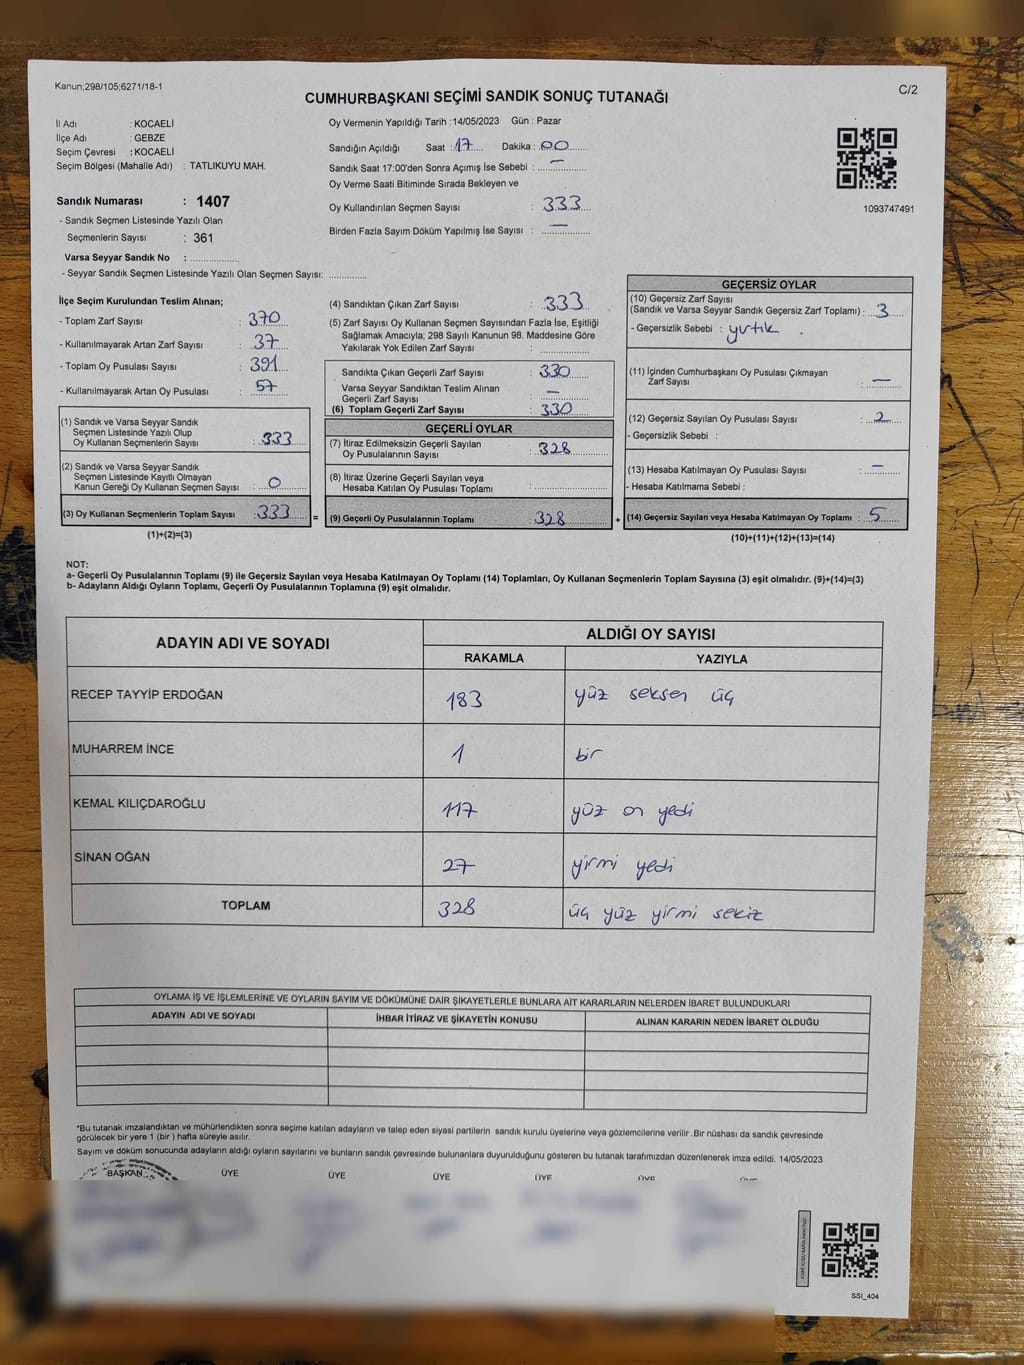 Kanun;298/105;6271/18-1
C/2
CUMHURBAŞKANI SEÇİMİ SANDIK SONUÇ TUTANAĞI
İl Adı : KOCAELİ
İlçe Adı : GEBZE
Seçim Çevresi : KOCAELİ
Seçim Bölgesi (Mahalle Adı) : TATLIKUYU MAH.
Sandık Numarası : 1407
- Sandık Seçmen Listesinde Yazılı Olan
Seçmenlerin Sayısı : 361
Varsa Seyyar Sandık No : ..................
- Seyyar Sandık Seçmen Listesinde Yazılı Olan Seçmen Sayısı: ..............
Oy Vermenin Yapıldığı Tarih :14/05/2023 Gün : Pazar
Sandığın Açıldığı Saat : 17 Dakika : 00
Sandık Saat 17:00'den Sonra Açımış İse Sebebi : —
Oy Verme Saati Bitiminde Sırada Bekleyen ve
Oy Kullandırılan Seçmen Sayısı : 333
Birden Fazla Sayım Döküm Yapılmış İse Sayısı : —
1093747491
İlçe Seçim Kurulundan Teslim Alınan;
- Toplam Zarf Sayısı : 370
- Kullanılmayarak Artan Zarf Sayısı : 37
- Toplam Oy Pusulası Sayısı : 391
- Kullanılmayarak Artan Oy Pusulası : 57
(1) Sandık ve Varsa Seyyar Sandık
Seçmen Listesinde Yazılı Olup
Oy Kullanan Seçmenlerin Sayısı : 333
(2) Sandık ve Varsa Seyyar Sandık
Seçmen Listesinde Kayıtlı Olmayan
Kanun Gereği Oy Kullanan Seçmen Sayısı : 0
(3) Oy Kullanan Seçmenlerin Toplam Sayısı : 333
(1)+(2)=(3)
=
(4) Sandıktan Çıkan Zarf Sayısı : 333
(5) Zarf Sayısı Oy Kullanan Seçmen Sayısından Fazla İse, Eşitliği
Sağlamak Amacıyla; 298 Sayılı Kanunun 98. Maddesine Göre
Yakılarak Yok Edilen Zarf Sayısı : ..............
Sandıkta Çıkan Geçerli Zarf Sayısı : 330
Varsa Seyyar Sandıktan Teslim Alınan
Geçerli Zarf Sayısı : —
(6) Toplam Geçerli Zarf Sayısı : 330
GEÇERLİ OYLAR
(7) İtiraz Edilmeksizin Geçerli Sayılan
Oy Pusulalarının Sayısı : 328
(8) İtiraz Üzerine Geçerli Sayılan veya
Hesaba Katılan Oy Pusulası Toplamı : ..............
(9) Geçerli Oy Pusulalarının Toplamı : 328
+
GEÇERSİZ OYLAR
(10) Geçersiz Zarf Sayısı
(Sandık ve Varsa Seyyar Sandık Geçersiz Zarf Toplamı) : 3
- Geçersizlik Sebebi : yırtık
(11) İçinden Cumhurbaşkanı Oy Pusulası Çıkmayan
Zarf Sayısı : —
(12) Geçersiz Sayılan Oy Pusulası Sayısı : 2
- Geçersizlik Sebebi :
(13) Hesaba Katılmayan Oy Pusulası Sayısı : —
- Hesaba Katılmama Sebebi :
(14) Geçersiz Sayılan veya Hesaba Katılmayan Oy Toplamı : 5
(10)+(11)+(12)+(13)=(14)
NOT:
a- Geçerli Oy Pusulalarının Toplamı (9) ile Geçersiz Sayılan veya Hesaba Katılmayan Oy Toplamı (14) Toplamları, Oy Kullanan Seçmenlerin Toplam Sayısına (3) eşit olmalıdır. (9)+(14)=(3)
b- Adayların Aldığı Oyların Toplamı, Geçerli Oy Pusulalarının Toplamına (9) eşit olmalıdır.
ADAYIN ADI VE SOYADI ALDIĞI OY SAYISI
RAKAMLA YAZIYLA
RECEP TAYYİP ERDOĞAN 183 yüz seksen üç
MUHARREM İNCE 1 bir
KEMAL KILIÇDAROĞLU 117 yüz on yedi
SİNAN OĞAN 27 yirmi yedi
TOPLAM 328 üç yüz yirmi sekiz
OYLAMA İŞ VE İŞLEMLERİNE VE OYLARIN SAYIM VE DÖKÜMÜNE DAİR ŞİKAYETLERLE BUNLARA AİT KARARLARIN NELERDEN İBARET BULUNDUKLARI
ADAYIN ADI VE SOYADI İHBAR İTİRAZ VE ŞİKAYETİN KONUSU ALINAN KARARIN NEDEN İBARET OLDUĞU
*Bu tutanak imzalandıktan ve mühürlendikten sonra seçime katılan adayların ve talep eden siyasi partilerin sandık kurulu üyelerine veya gözlemcilerine verilir .Bir nüshası da sandık çevresinde
görülecek bir yere 1 (bir ) hafta süreyle asılır.
Sayım ve döküm sonucunda adayların aldığı oyların sayılarını ve bunların sandık çevresinde bulunanlara duyurulduğunu gösteren bu tutanak tarafımızdan düzenlenerek imza edildi. 14/05/2023
BAŞKAN ÜYE ÜYE ÜYE ÜYE ÜYE
SSI_404